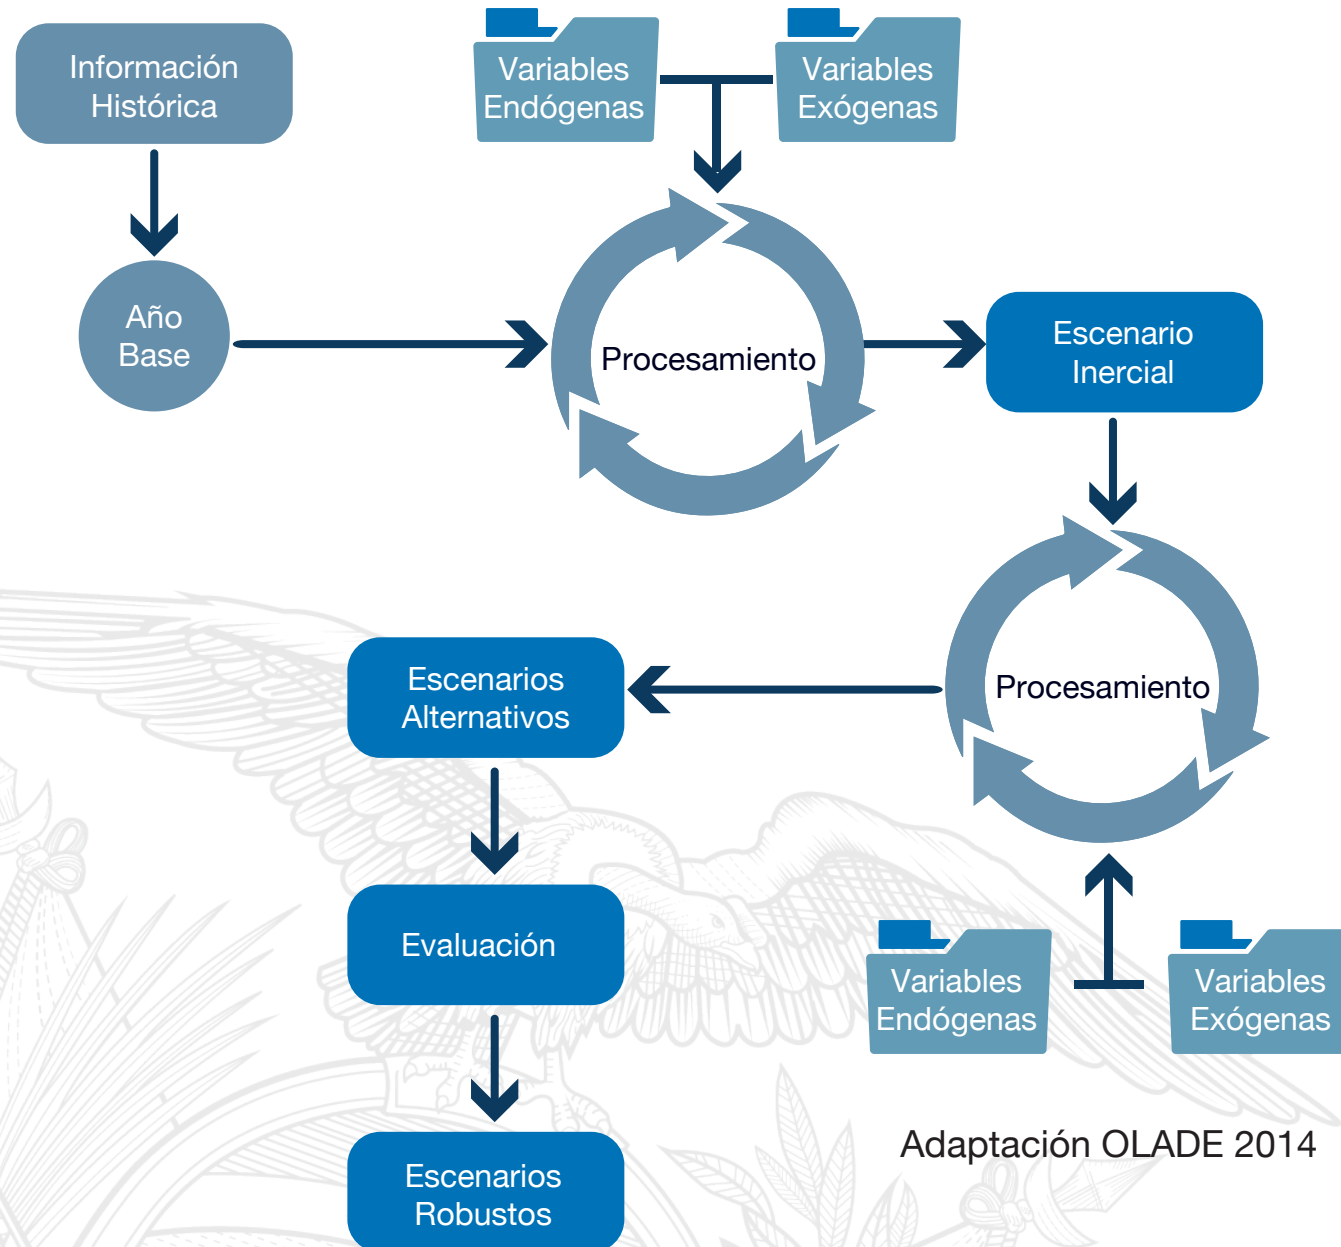 Información
Histórica
Variables
Endógenas
Variables
Exógenas
Año
Base
Procesamiento
Escenario
Inercial
Procesamiento
Escenarios
Alternativos
Evaluación
Variables
Endógenas
Variables
Exógenas
Adaptación OLADE 2014
Escenarios
Robustos